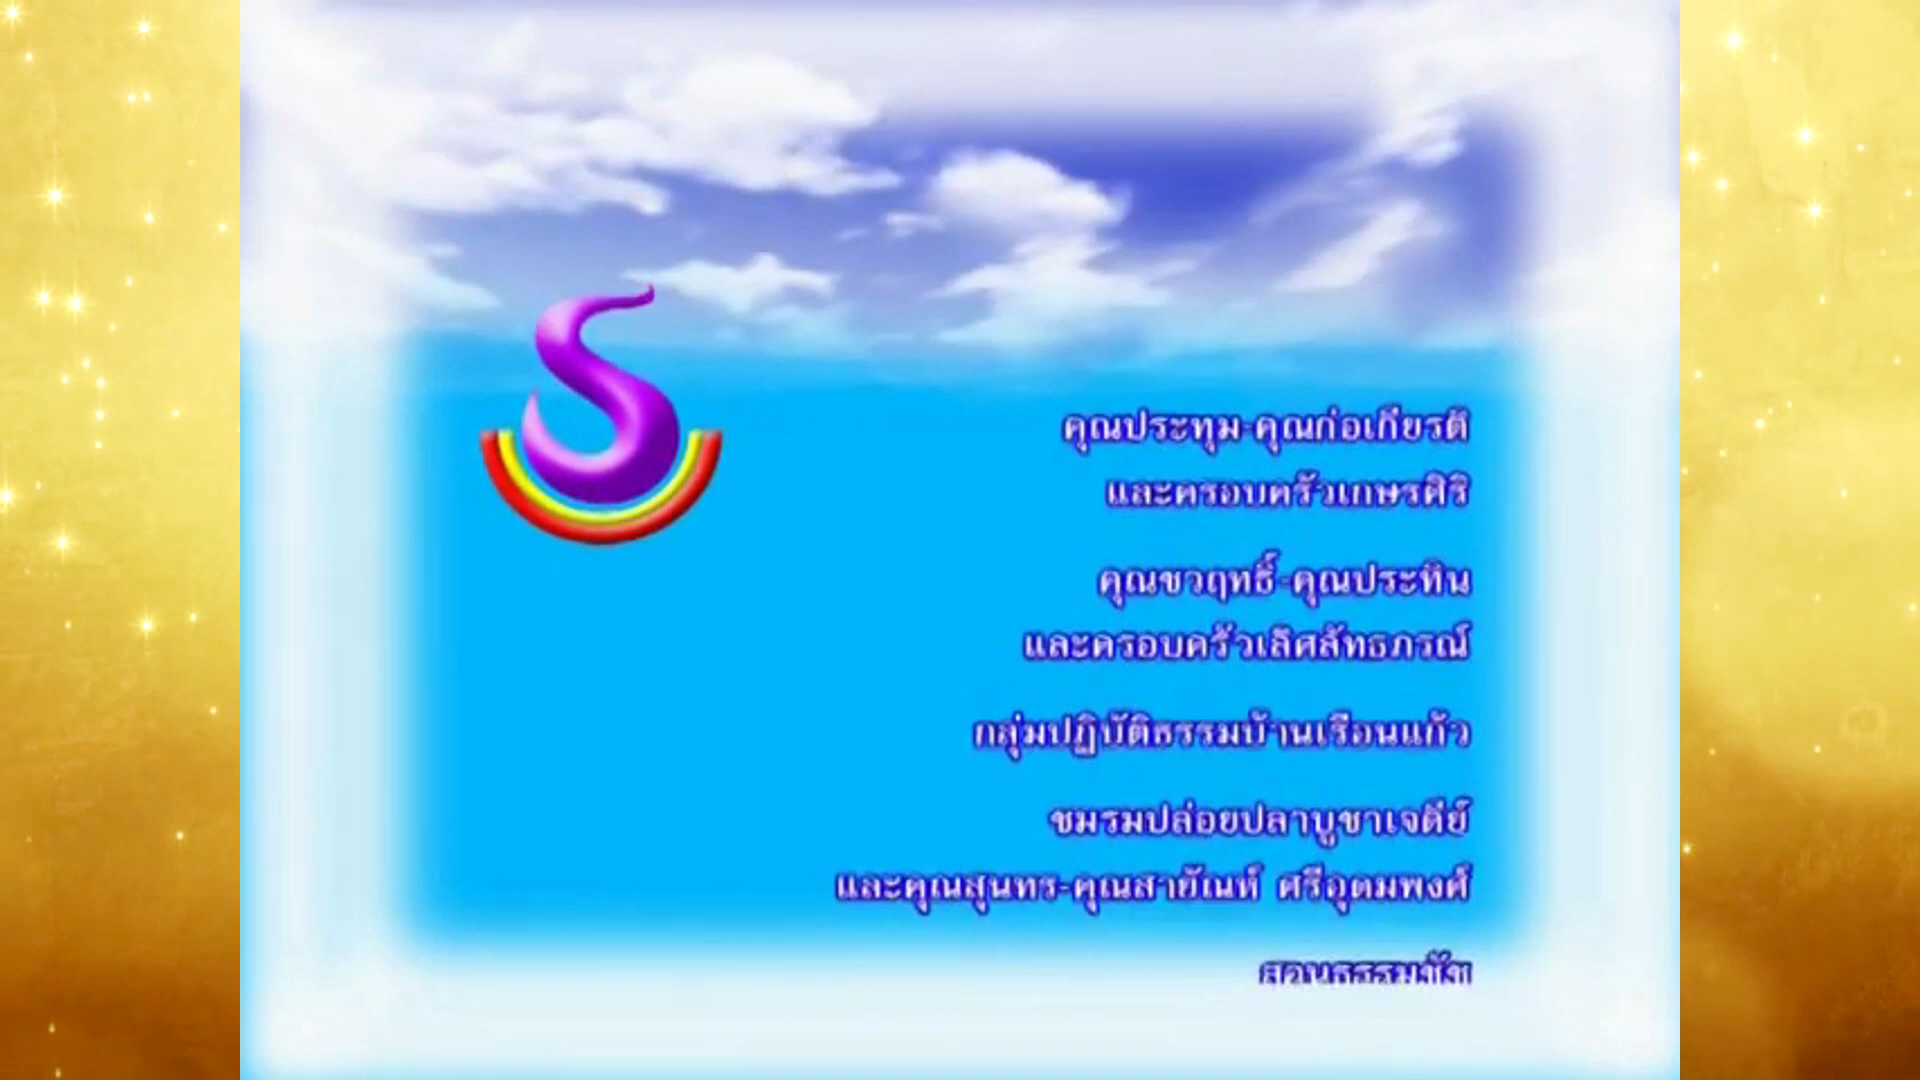 คุณประทุม-คุณก่อเกียรติ
และครอบครัวเกษรศิริ
คุณชวฤทธิ์-คุณประทิน
และครอบครัวเลิศลัทธภรณ์
กลุ่มปฏิบัติธรรมบ้านเรือนแก้ว
ชมรมปล่อยปลาบูชาเจดีย์
และคุณสุนทร-คุณสายัณห์ ศรีอุดมพงศ์